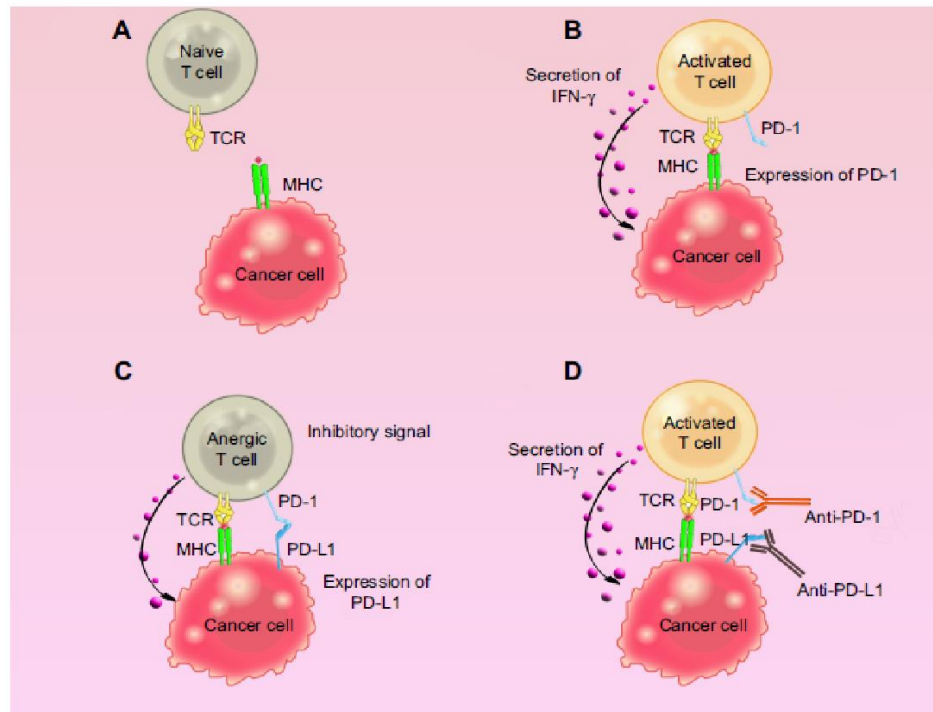 A
Naive
T cell
TCR
MHC
Cancer cell
B
Activated
T cell
Secretion of
IFN-γ
TCR
PD-1
MHC
Expression of PD-1
Cancer cell
C
Anergic
T cell
Inhibitory signal
PD-1
TCR
MHC
PD-L1
Expression of
PD-L1
Cancer cell
D
Activated
T cell
Secretion of
IFN-γ
TCR
PD-1
Anti-PD-1
MHC
PD-L1
Anti-PD-L1
Cancer cell